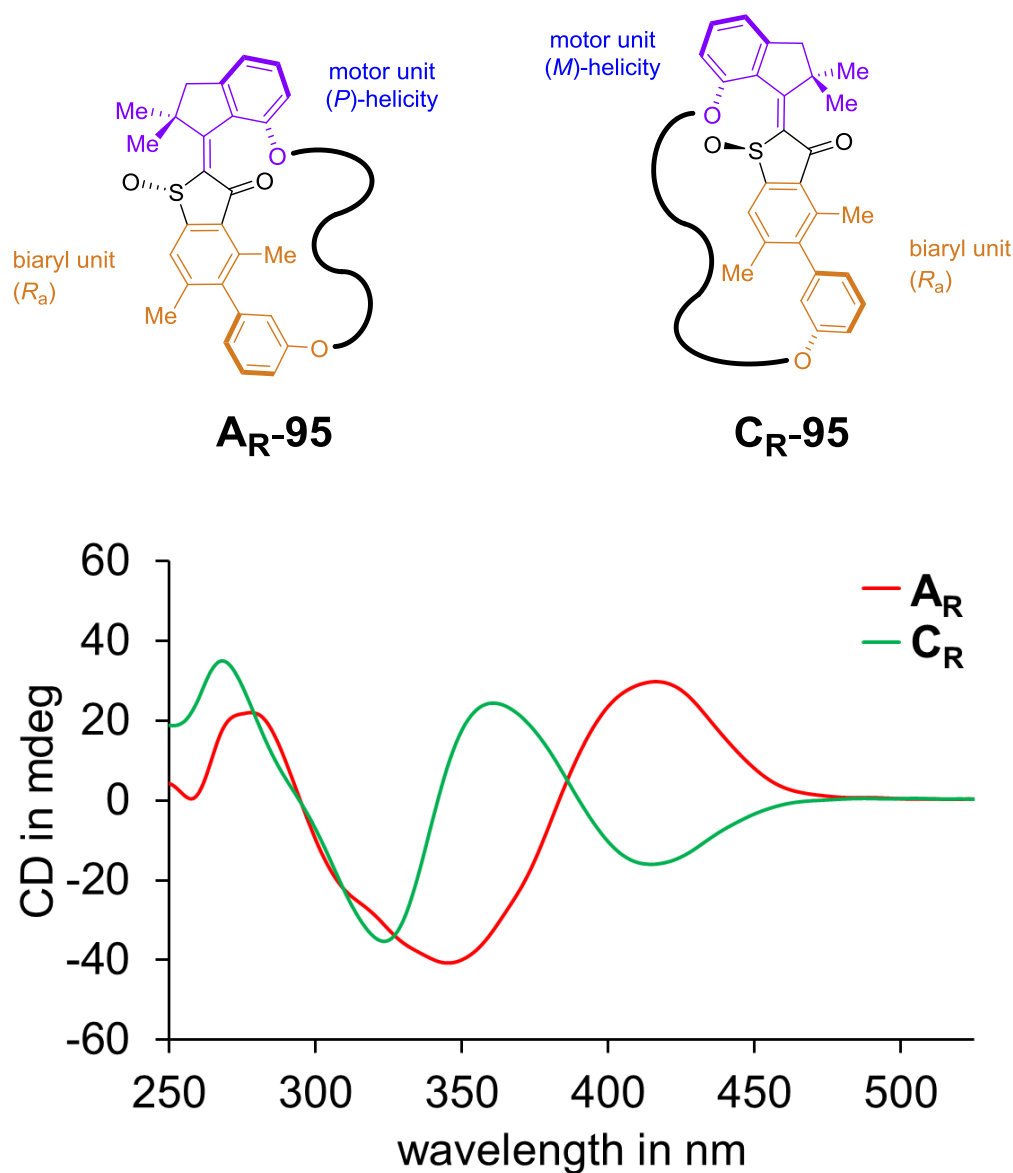 motor unit
(P)-helicity
Me
Me
O
S
O
O
Me
Me
O
biaryl unit
(Ra)
AR-95
motor unit
(M)-helicity
Me
Me
O
O
S
O
Me
Me
O
biaryl unit
(Ra)
CR-95
60
40
20
0
-20
-40
-60
CD in mdeg
AR
CR
250 300 350 400 450 500
wavelength in nm